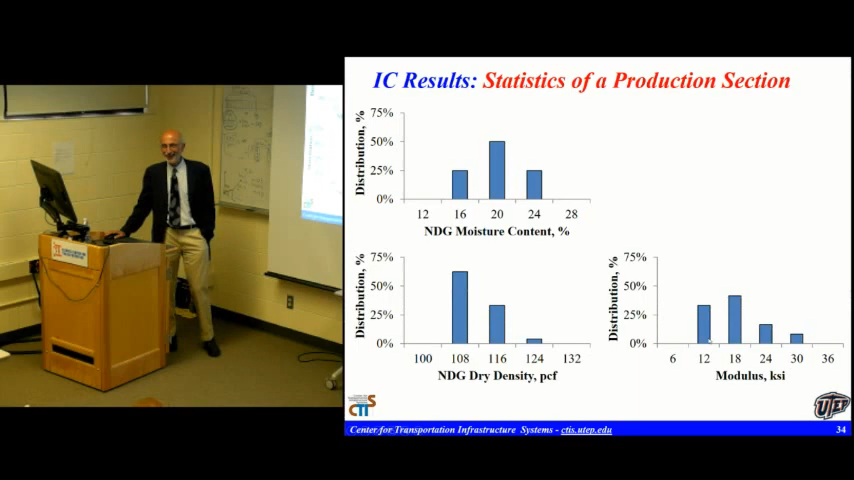 IC Results: Statistics of a Production Section
75%
50%
25%
0%
Distribution, %
12 16 20 24 28
NDG Moisture Content, %
75%
50%
25%
0%
Distribution, %
100 108 116 124 132
NDG Dry Density, pcf
75%
50%
25%
0%
Distribution, %
6 12 18 24 30 36
Modulus, ksi
CTIS
UTEP
Center for Transportation Infrastructure Systems - ctis.utep.edu
34